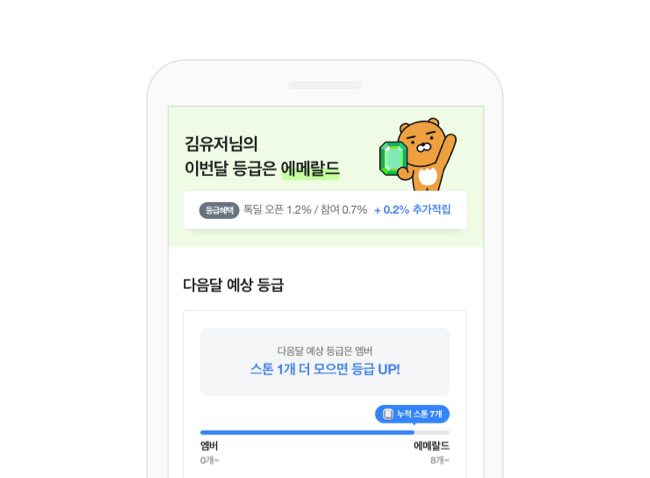 김유저님의
이번달 등급은 에메랄드
등급혜택 톡딜 오픈 1.2% / 참여 0.7% + 0.2% 추가적립
다음달 예상 등급
다음달 예상 등급은 엠버
스톤 1개 더 모으면 등급 UP!
누적 스톤 7개
엠버 에메랄드
0개~ 8개~